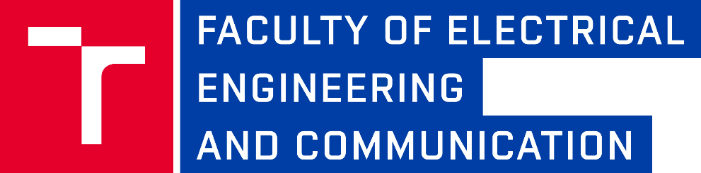 FACULTY OF ELECTRICAL
ENGINEERING
AND COMMUNICATION